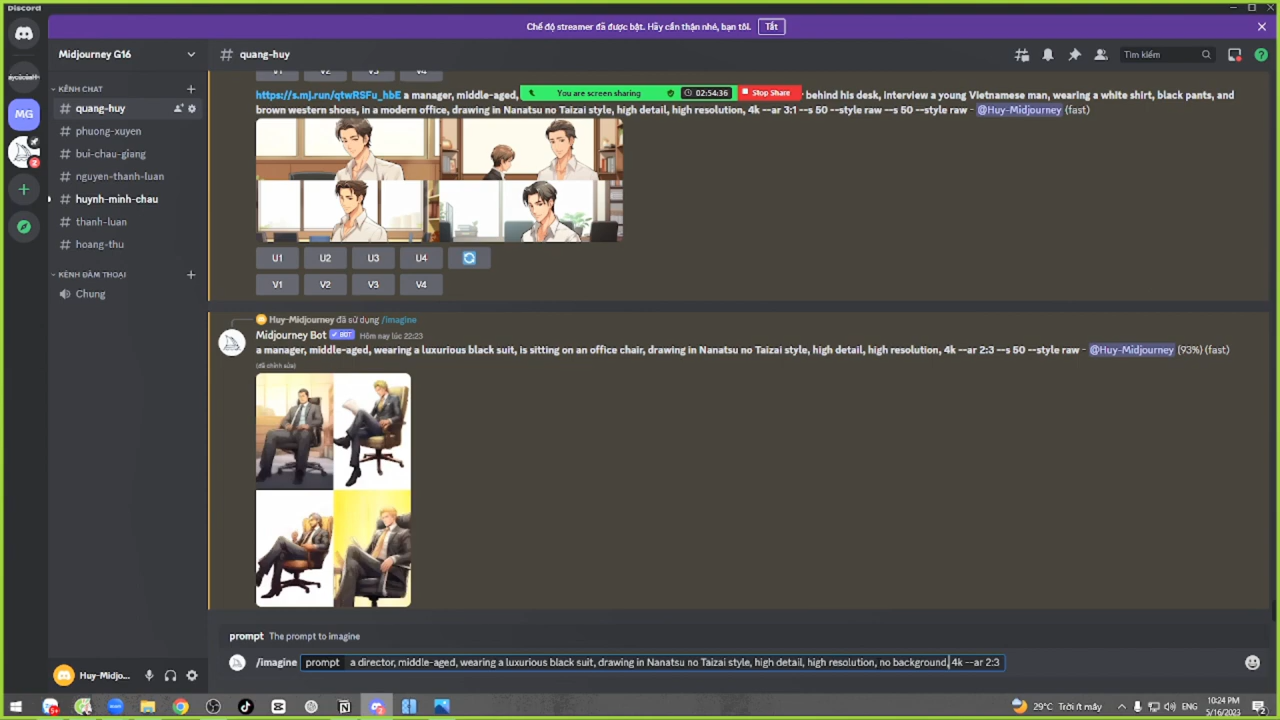 Discord
Chế độ streamer đã được bật. Hãy cẩn thận nhé, bạn tôi.
Tắt
Midjourney G16
quang-huy
Tìm kiếm
KÊNH CHAT
quang-huy
phuong-xuyen
bui-chau-giang
nguyen-thanh-luan
huynh-minh-chau
thanh-luan
hoang-thu
KÊNH ĐÀM THOẠI
Chung
MG
2
V1 V2 V3 V4
You are screen sharing 02:54:36 Stop Share
https://s.mj.run/qtwRSFu_hbE a manager, middle-aged, behind his desk, interview a young Vietnamese man, wearing a white shirt, black pants, and
brown western shoes, in a modern office, drawing in Nanatsu no Taizai style, high detail, high resolution, 4k --ar 3:1 --s 50 --style raw --s 50 --style raw - @Huy-Midjourney (fast)
U1 U2 U3 U4
V1 V2 V3 V4
Huy-Midjourney đã sử dụng /imagine
Midjourney Bot ✓ BOT Hôm nay lúc 22:23
a manager, middle-aged, wearing a luxurious black suit, is sitting on an office chair, drawing in Nanatsu no Taizai style, high detail, high resolution, 4k --ar 2:3 --s 50 --style raw - @Huy-Midjourney (93%) (fast)
(đã chỉnh sửa)
prompt The prompt to imagine
/imagine prompt a director, middle-aged, wearing a luxurious black suit, drawing in Nanatsu no Taizai style, high detail, high resolution, no background, 4k --ar 2:3
Huy-Midjo...
29°C Trời ít mây
ENG
10:24 PM
5/16/2023